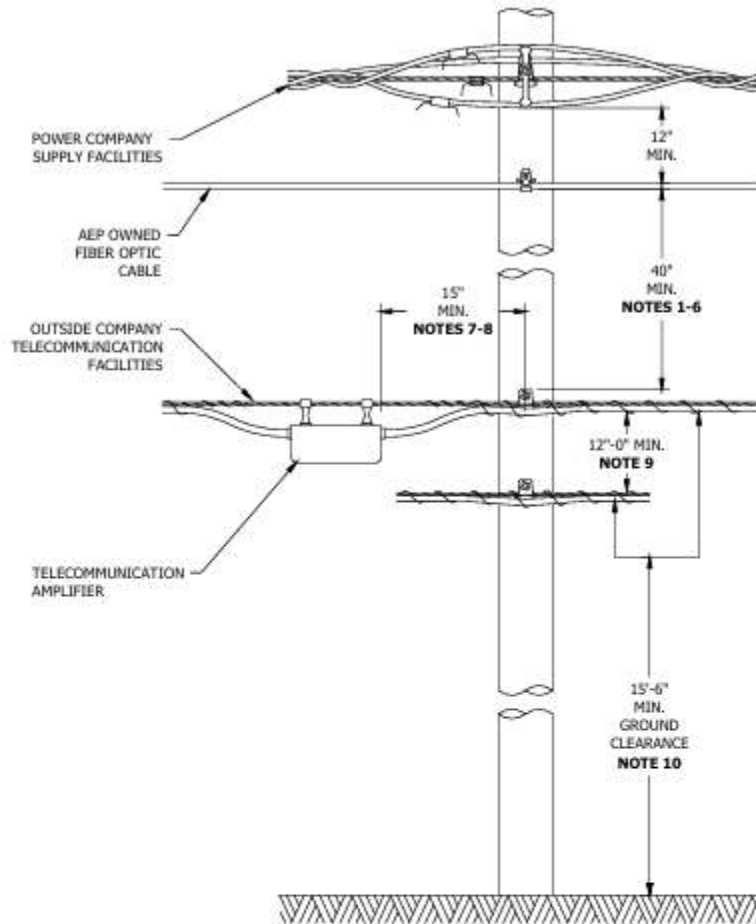 POWER COMPANY
SUPPLY FACILITIES
12"
MIN.
AEP OWNED
FIBER OPTIC
CABLE
40"
MIN.
NOTES 1-6
15"
MIN.
NOTES 7-8
OUTSIDE COMPANY
TELECOMMUNICATION
FACILITIES
12"-0" MIN.
NOTE 9
TELECOMMUNICATION
AMPLIFIER
15'-6"
MIN.
GROUND
CLEARANCE
NOTE 10